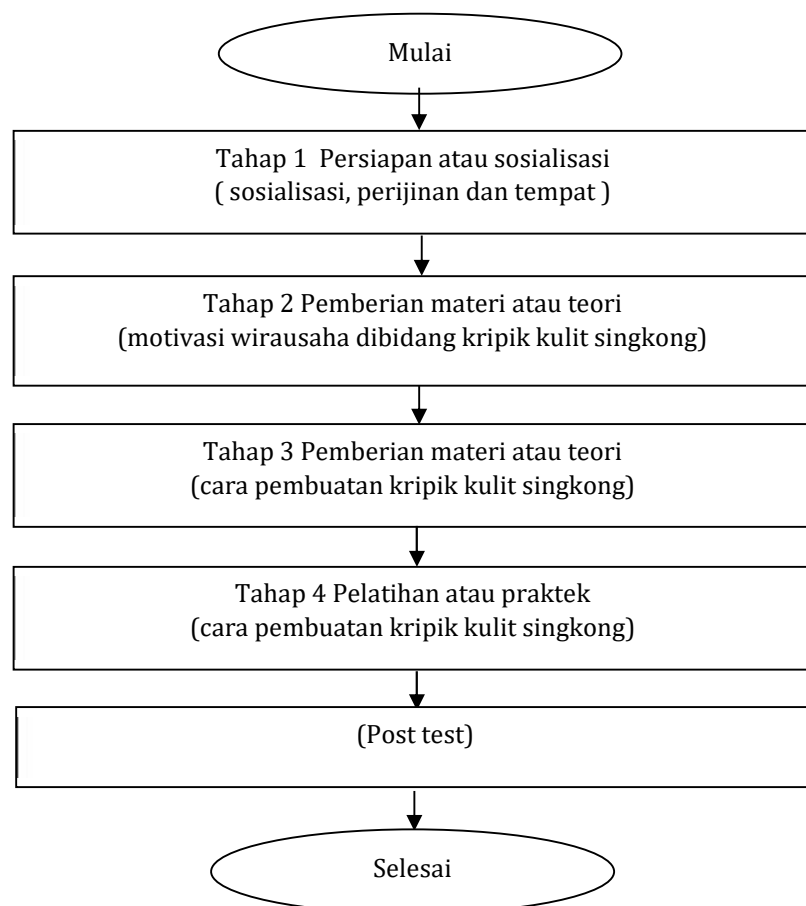 Mulai
Tahap 1 Persiapan atau sosialisasi
( sosialisasi, perijinan dan tempat )
Tahap 2 Pemberian materi atau teori
(motivasi wirausaha dibidang kripik kulit singkong)
Tahap 3 Pemberian materi atau teori
(cara pembuatan kripik kulit singkong)
Tahap 4 Pelatihan atau praktek
(cara pembuatan kripik kulit singkong)
(Post test)
Selesai